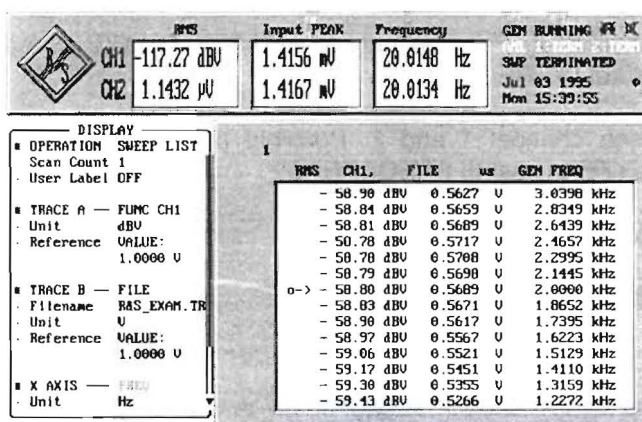 RMS Input PEAK Frequency GEN RUNNING
R/S CH1 -117.27 dBV 1.4156 mV 20.0148 Hz
SWP TERMINATED
CH2 1.1432 µV 1.4167 mV 20.0134 Hz
Jul 03 1995
Mon 15:39:55
DISPLAY
OPERATION SWEEP LIST
Scan Count 1
User Label OFF
TRACE A — FUNC CH1
Unit dBV
Reference VALUE:
1.0000 V
TRACE B — FILE
Filename R&S_EXAM.TR
Unit V
Reference VALUE:
1.0000 V
X AXIS — FREQ
Unit Hz
1
RMS CH1, FILE vs GEN FREQ
- 58.90 dBV 0.5627 V 3.0398 kHz
- 58.84 dBV 0.5659 V 2.8349 kHz
- 58.81 dBV 0.5689 V 2.6439 kHz
- 58.78 dBV 0.5717 V 2.4657 kHz
- 58.78 dBV 0.5708 V 2.2995 kHz
- 58.79 dBV 0.5698 V 2.1445 kHz
o-> - 58.80 dBV 0.5689 V 2.0000 kHz
- 58.83 dBV 0.5671 V 1.8652 kHz
- 58.90 dBV 0.5617 V 1.7395 kHz
- 58.97 dBV 0.5567 V 1.6223 kHz
- 59.06 dBV 0.5521 V 1.5129 kHz
- 59.17 dBV 0.5451 V 1.4110 kHz
- 59.30 dBV 0.5355 V 1.3159 kHz
- 59.43 dBV 0.5266 V 1.2272 kHz